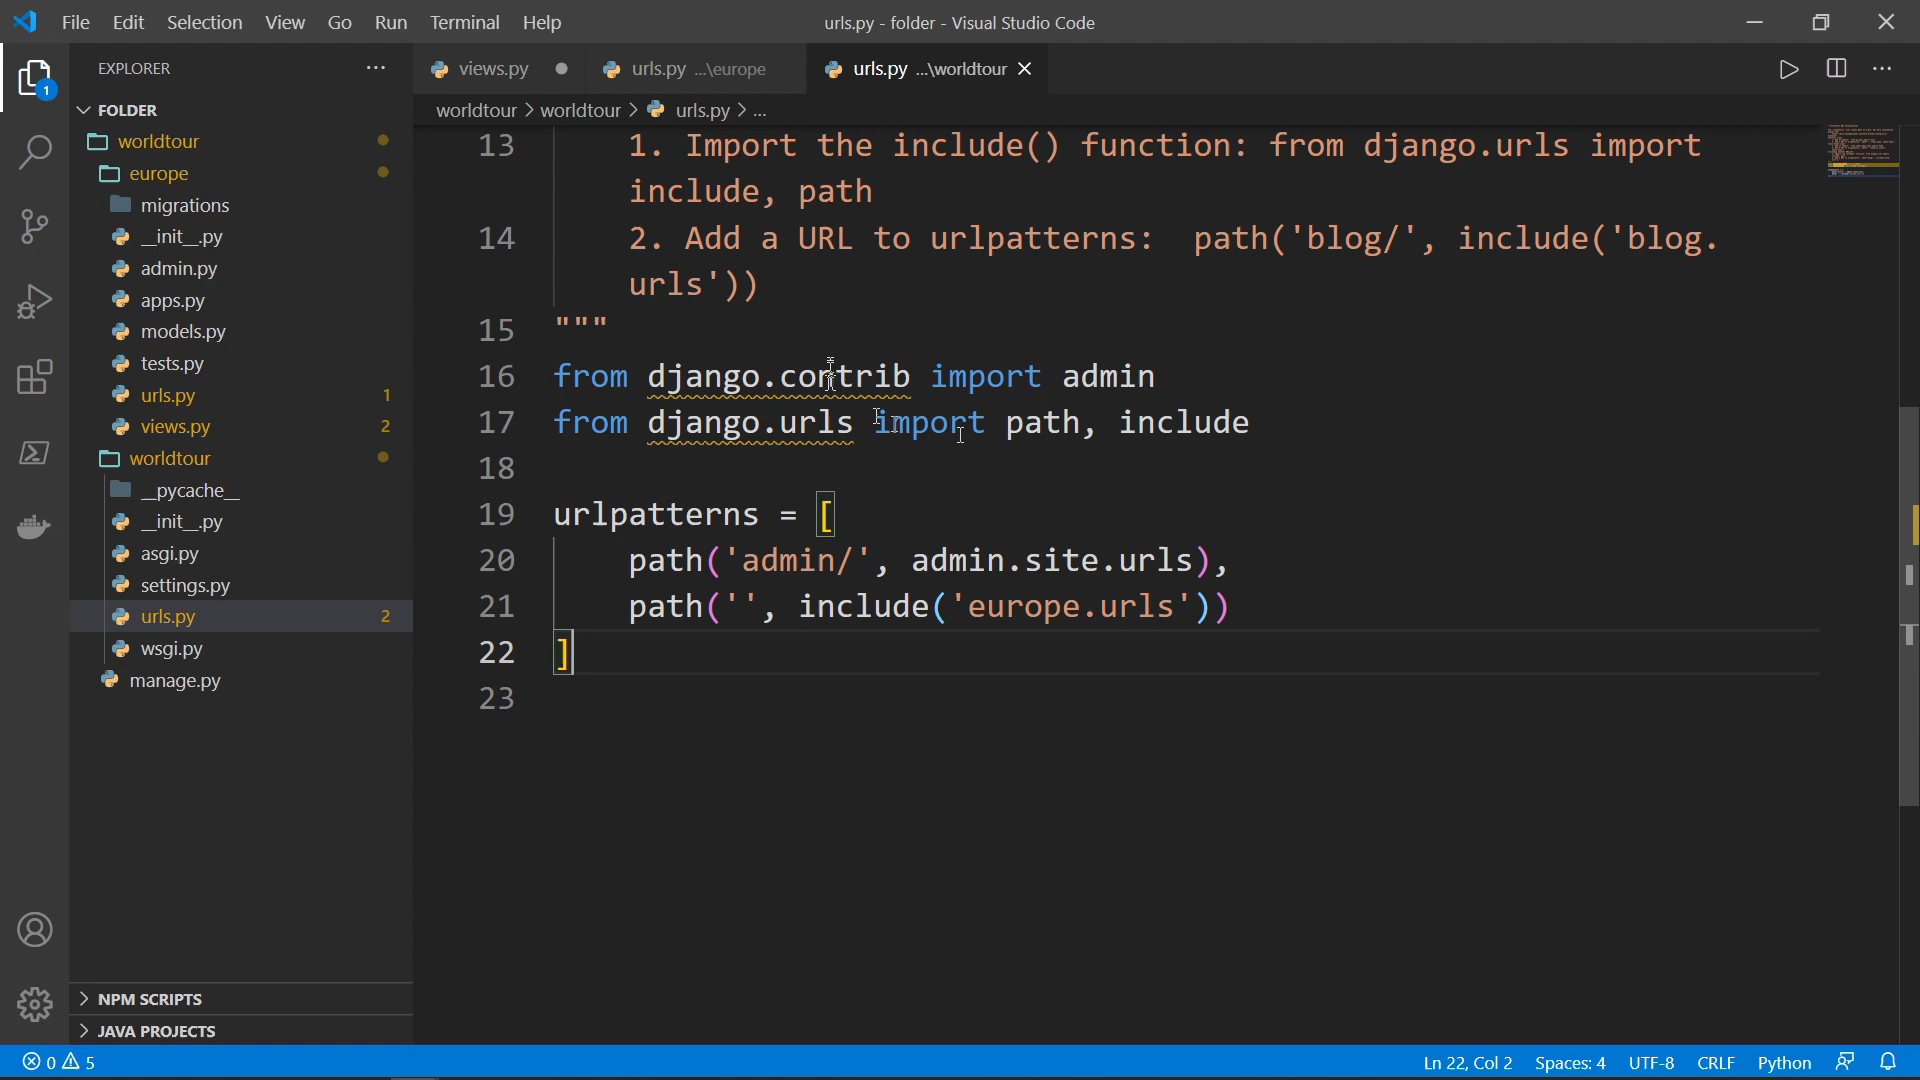 File Edit Selection View Go Run Terminal Help
urls.py - folder - Visual Studio Code
EXPLORER
1
FOLDER
worldtour
europe
migrations
__init__.py
admin.py
apps.py
models.py
tests.py
urls.py 1
views.py 2
worldtour
__pycache__
__init__.py
asgi.py
settings.py
urls.py 2
wsgi.py
manage.py
NPM SCRIPTS
JAVA PROJECTS
views.py
urls.py ...\europe
urls.py ...\worldtour
worldtour > worldtour > urls.py > ...
13 1. Import the include() function: from django.urls import
include, path
14 2. Add a URL to urlpatterns:  path('blog/', include('blog.
urls'))
15 """
16 from django.contrib import admin
17 from django.urls import path, include
18
19 urlpatterns = [
20 path('admin/', admin.site.urls),
21 path('', include('europe.urls'))
22 ]
23
0 5
Ln 22, Col 2 Spaces: 4 UTF-8 CRLF Python